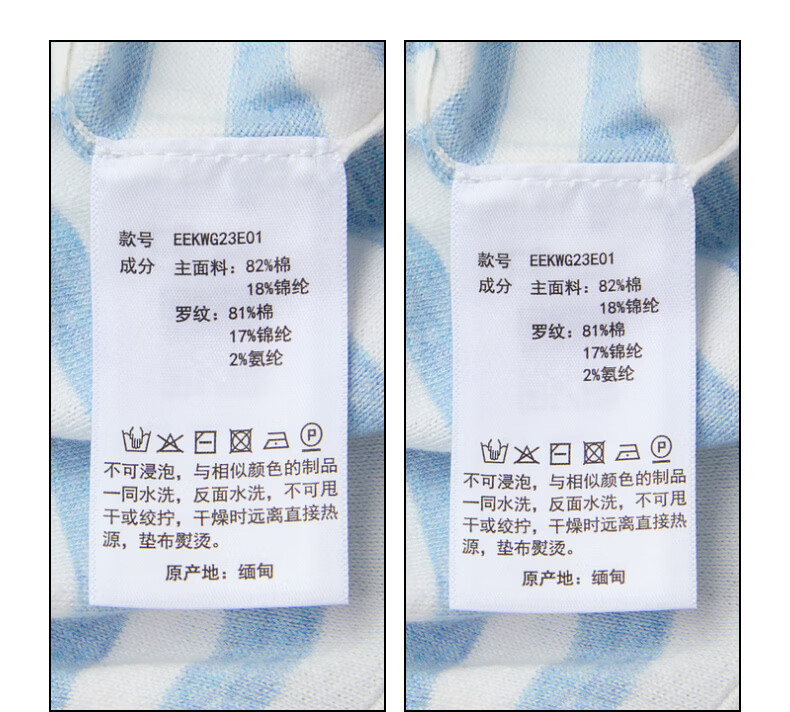 款号 EEKWG23E01
成分 主面料：82%棉
18%锦纶
罗纹：81%棉
17%锦纶
2%氨纶
P
不可浸泡，与相似颜色的制品
一同水洗，反面水洗，不可甩
干或绞拧，干燥时远离直接热
源，垫布熨烫。
原产地：缅甸
款号 EEKWG23E01
成分 主面料：82%棉
18%锦纶
罗纹：81%棉
17%锦纶
2%氨纶
P
不可浸泡，与相似颜色的制品
一同水洗，反面水洗，不可甩
干或绞拧，干燥时远离直接热
源，垫布熨烫。
原产地：缅甸